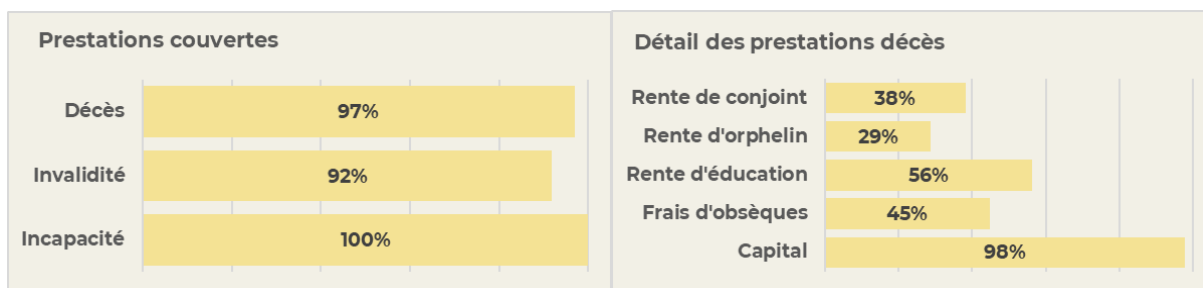 Prestations couvertes
Décès 97%
Invalidité 92%
Incapacité 100%
Détail des prestations décès
Rente de conjoint 38%
Rente d'orphelin 29%
Rente d'éducation 56%
Frais d'obsèques 45%
Capital 98%